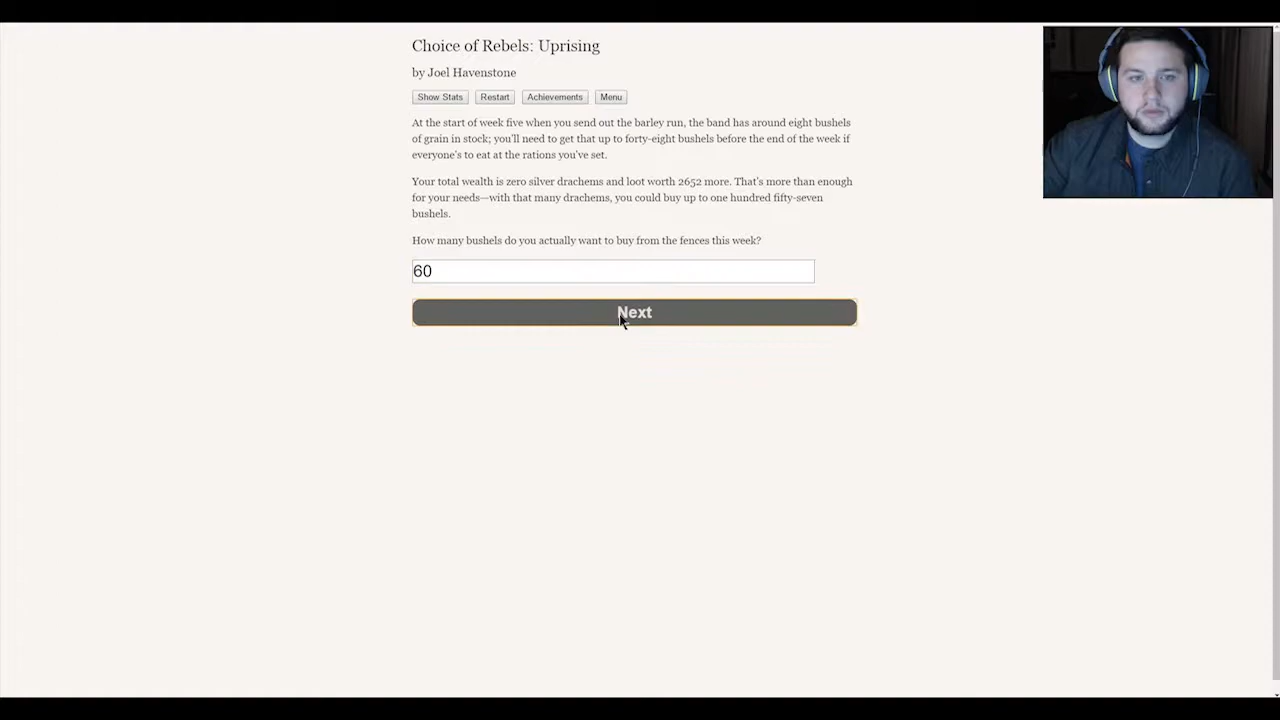 Choice of Rebels: Uprising
by Joel Havenstone
Show Stats Restart Achievements Menu
At the start of week five when you send out the barley run, the band has around eight bushels
of grain in stock; you'll need to get that up to forty-eight bushels before the end of the week if
everyone's to eat at the rations you've set.
Your total wealth is zero silver drachems and loot worth 2652 more. That's more than enough
for your needs—with that many drachems, you could buy up to one hundred fifty-seven
bushels.
How many bushels do you actually want to buy from the fences this week?
60
Next